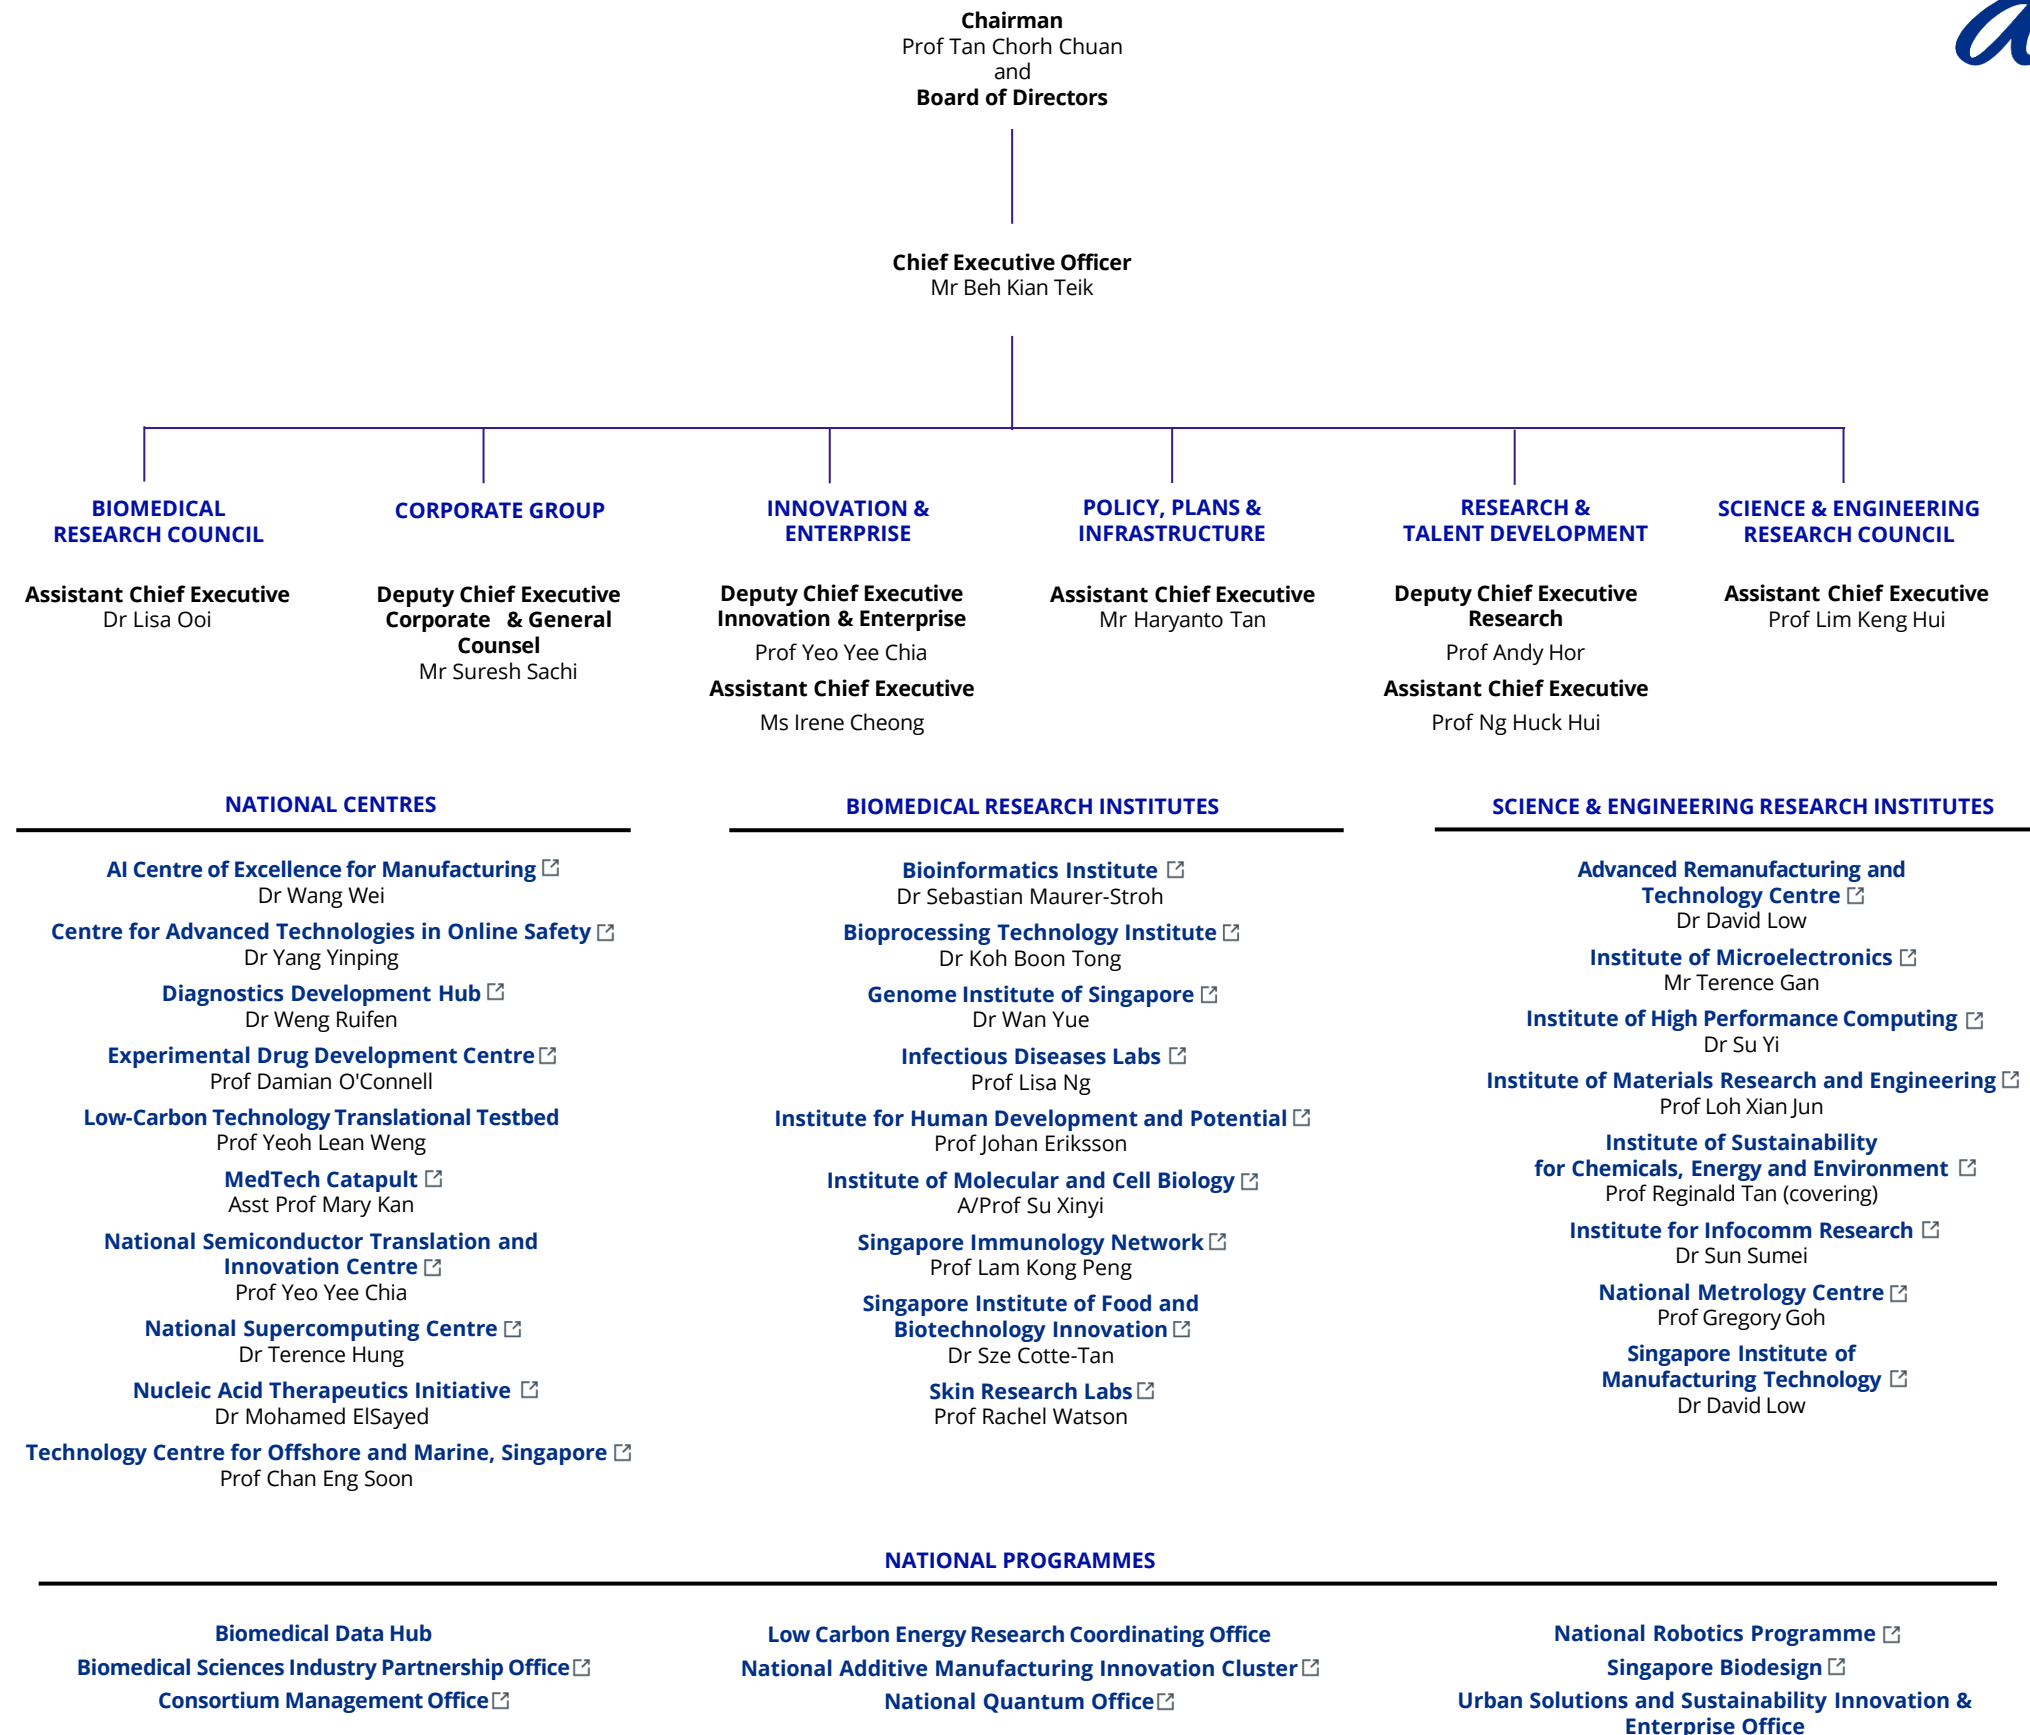 Chairman
Prof Tan Chorh Chuan
and
Board of Directors
Chief Executive Officer
Mr Beh Kian Teik
BIOMEDICAL
RESEARCH COUNCIL
Assistant Chief Executive
Dr Lisa Ooi
CORPORATE GROUP
Deputy Chief Executive
Corporate & General
Counsel
Mr Suresh Sachi
INNOVATION &
ENTERPRISE
Deputy Chief Executive
Innovation & Enterprise
Prof Yeo Yee Chia
Assistant Chief Executive
Ms Irene Cheong
POLICY, PLANS &
INFRASTRUCTURE
Assistant Chief Executive
Mr Haryanto Tan
RESEARCH &
TALENT DEVELOPMENT
Deputy Chief Executive
Research
Prof Andy Hor
Assistant Chief Executive
Prof Ng Huck Hui
SCIENCE & ENGINEERING
RESEARCH COUNCIL
Assistant Chief Executive
Prof Lim Keng Hui
NATIONAL CENTRES
AI Centre of Excellence for Manufacturing
Dr Wang Wei
Centre for Advanced Technologies in Online Safety
Dr Yang Yinping
Diagnostics Development Hub
Dr Weng Ruifen
Experimental Drug Development Centre
Prof Damian O'Connell
Low-Carbon Technology Translational Testbed
Prof Yeoh Lean Weng
MedTech Catapult
Asst Prof Mary Kan
National Semiconductor Translation and
Innovation Centre
Prof Yeo Yee Chia
National Supercomputing Centre
Dr Terence Hung
Nucleic Acid Therapeutics Initiative
Dr Mohamed ElSayed
Technology Centre for Offshore and Marine, Singapore
Prof Chan Eng Soon
BIOMEDICAL RESEARCH INSTITUTES
Bioinformatics Institute
Dr Sebastian Maurer-Stroh
Bioprocessing Technology Institute
Dr Koh Boon Tong
Genome Institute of Singapore
Dr Wan Yue
Infectious Diseases Labs
Prof Lisa Ng
Institute for Human Development and Potential
Prof Johan Eriksson
Institute of Molecular and Cell Biology
A/Prof Su Xinyi
Singapore Immunology Network
Prof Lam Kong Peng
Singapore Institute of Food and
Biotechnology Innovation
Dr Sze Cotte-Tan
Skin Research Labs
Prof Rachel Watson
SCIENCE & ENGINEERING RESEARCH INSTITUTES
Advanced Remanufacturing and
Technology Centre
Dr David Low
Institute of Microelectronics
Mr Terence Gan
Institute of High Performance Computing
Dr Su Yi
Institute of Materials Research and Engineering
Prof Loh Xian Jun
Institute of Sustainability
for Chemicals, Energy and Environment
Prof Reginald Tan (covering)
Institute for Infocomm Research
Dr Sun Sumei
National Metrology Centre
Prof Gregory Goh
Singapore Institute of
Manufacturing Technology
Dr David Low
NATIONAL PROGRAMMES
Biomedical Data Hub
Biomedical Sciences Industry Partnership Office
Consortium Management Office
Low Carbon Energy Research Coordinating Office
National Additive Manufacturing Innovation Cluster
National Quantum Office
National Robotics Programme
Singapore Biodesign
Urban Solutions and Sustainability Innovation &
Enterprise Office